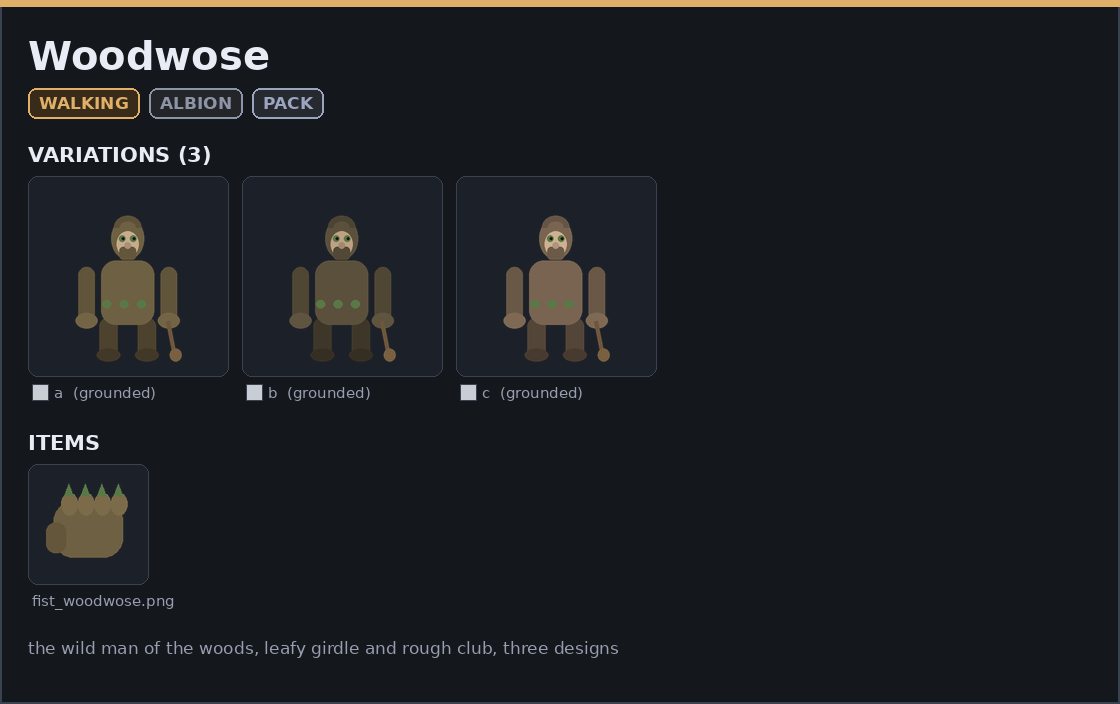 Woodwose
WALKING ALBION PACK
VARIATIONS (3)
a (grounded) b (grounded) c (grounded)
ITEMS
fist_woodwose.png
the wild man of the woods, leafy girdle and rough club, three designs